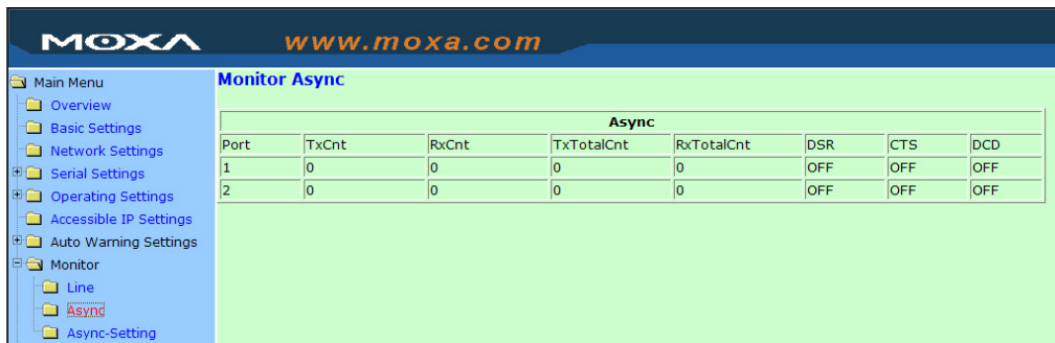 MOXA www.moxa.com
Main Menu
Overview
Basic Settings
Network Settings
Serial Settings
Operating Settings
Accessible IP Settings
Auto Warning Settings
Monitor
Line
Async
Async-Setting
Monitor Async
Async
Port TxCnt RxCnt TxTotalCnt RxTotalCnt DSR CTS DCD
1 0 0 0 0 OFF OFF OFF
2 0 0 0 0 OFF OFF OFF